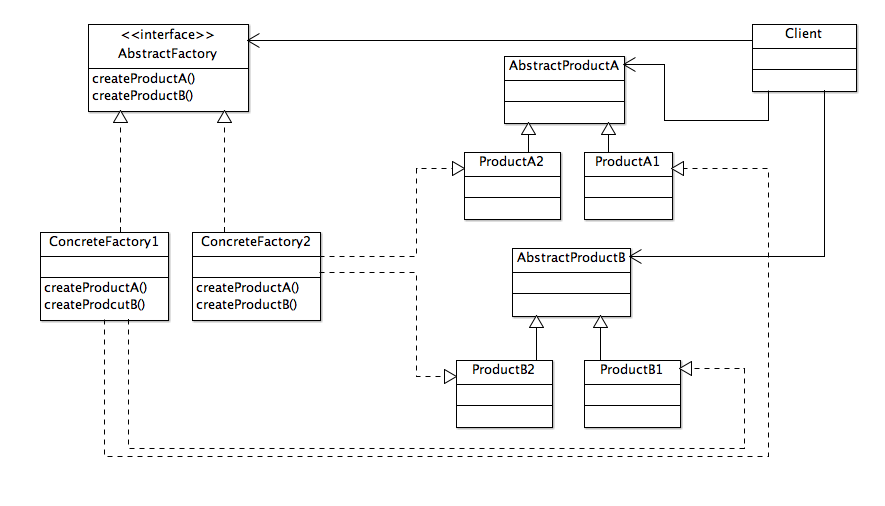 <<interface>>
AbstractFactory
createProductA()
createProductB()
Client
AbstractProductA
ProductA2
ProductA1
ConcreteFactory1
createProductA()
createProdcutB()
ConcreteFactory2
createProductA()
createProductB()
AbstractProductB
ProductB2
ProductB1